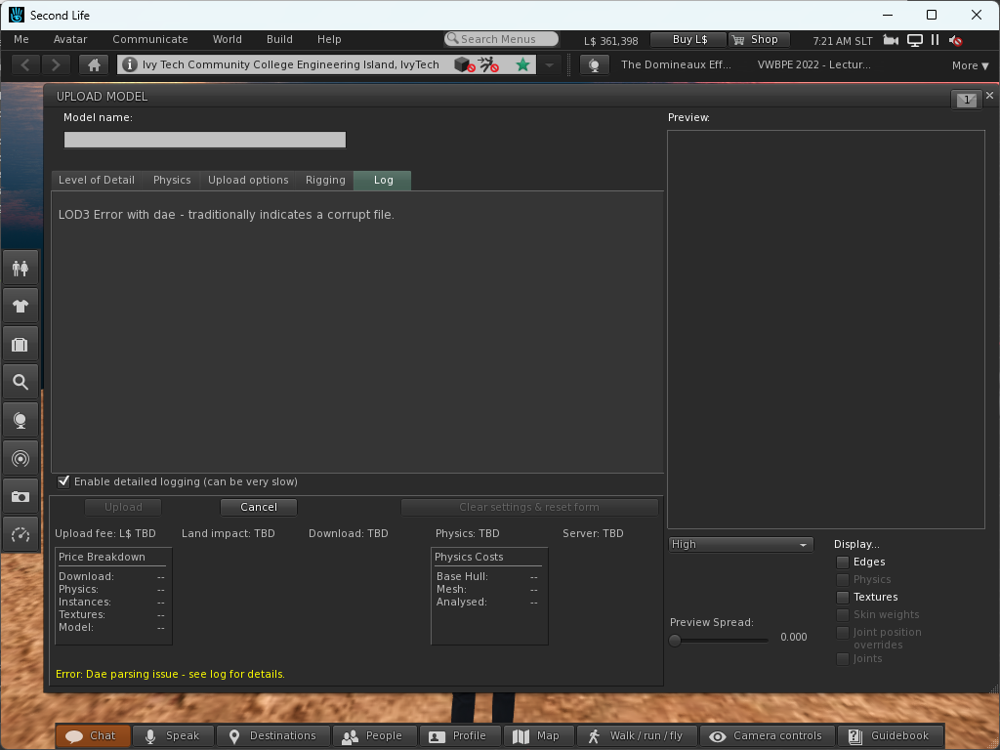 Second Life
Me Avatar Communicate World Build Help Search Menus L$ 361,398 Buy L$ Shop 7:21 AM SLT
Ivy Tech Community College Engineering Island, IvyTech The Domineaux Eff... VWBPE 2022 - Lectur... More ▼
UPLOAD MODEL 1
Model name: Preview:
Level of Detail Physics Upload options Rigging Log
LOD3 Error with dae - traditionally indicates a corrupt file.
Enable detailed logging (can be very slow)
Upload Cancel Clear settings & reset form
Upload fee: L$ TBD Land impact: TBD Download: TBD Physics: TBD Server: TBD
High Display...
Price Breakdown Physics Costs
Edges
Download: -- Base Hull: --
Physics: -- Mesh: --
Instances: -- Analysed: --
Textures: --
Model: --
Physics
Textures
Skin weights
Preview Spread:
0.000
Joint position
overrides
Joints
Error: Dae parsing issue - see log for details.
Chat Speak Destinations People Profile Map Walk / run / fly Camera controls Guidebook